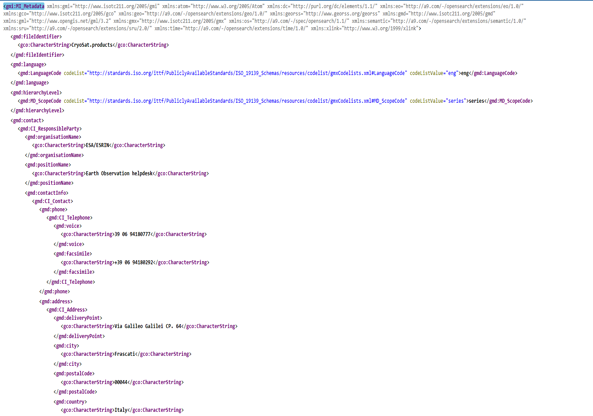 <gmi:MI_Metadata xmlns:gmi="http://www.isotc211.org/2005/gmi" xmlns:atom="http://www.w3.org/2005/Atom" xmlns:dc="http://purl.org/dc/elements/1.1/" xmlns:eo="http://a9.com/-/opensearch/extensions/eo/1.0/"
xmlns:gco="http://www.isotc211.org/2005/gco" xmlns:geo="http://a9.com/-/opensearch/extensions/geo/1.0/" xmlns:georss="http://www.georss.org/georss" xmlns:gmd="http://www.isotc211.org/2005/gmd"
xmlns:gml="http://www.opengis.net/gml/3.2" xmlns:gmx="http://www.isotc211.org/2005/gmx" xmlns:os="http://a9.com/-/spec/opensearch/1.1/" xmlns:semantic="http://a9.com/-/opensearch/extensions/semantic/1.0/"
xmlns:sru="http://a9.com/-/opensearch/extensions/sru/2.0/" xmlns:time="http://a9.com/-/opensearch/extensions/time/1.0/" xmlns:xlink="http://www.w3.org/1999/xlink">
<gmd:fileIdentifier>
<gco:CharacterString>CryoSat.products</gco:CharacterString>
</gmd:fileIdentifier>
<gmd:language>
<gmd:LanguageCode codeList="http://standards.iso.org/ittf/PubliclyAvailableStandards/ISO_19139_Schemas/resources/codelist/gmxCodelists.xml#LanguageCode" codeListValue="eng">eng</gmd:LanguageCode>
</gmd:language>
<gmd:hierarchyLevel>
<gmd:MD_ScopeCode codeList="http://standards.iso.org/ittf/PubliclyAvailableStandards/ISO_19139_Schemas/resources/codelist/gmxCodelists.xml#MD_ScopeCode" codeListValue="series">series</gmd:MD_ScopeCode>
</gmd:hierarchyLevel>
<gmd:contact>
<gmd:CI_ResponsibleParty>
<gmd:organisationName>
<gco:CharacterString>ESA/ESRIN</gco:CharacterString>
</gmd:organisationName>
<gmd:positionName>
<gco:CharacterString>Earth Observation helpdesk</gco:CharacterString>
</gmd:positionName>
<gmd:contactInfo>
<gmd:CI_Contact>
<gmd:phone>
<gmd:CI_Telephone>
<gmd:voice>
<gco:CharacterString>39 06 94180777</gco:CharacterString>
</gmd:voice>
<gmd:facsimile>
<gco:CharacterString>+39 06 94180292</gco:CharacterString>
</gmd:facsimile>
</gmd:CI_Telephone>
</gmd:phone>
<gmd:address>
<gmd:CI_Address>
<gmd:deliveryPoint>
<gco:CharacterString>Via Galileo Galilei CP. 64</gco:CharacterString>
</gmd:deliveryPoint>
<gmd:city>
<gco:CharacterString>Frascati</gco:CharacterString>
</gmd:city>
<gmd:postalCode>
<gco:CharacterString>00044</gco:CharacterString>
</gmd:postalCode>
<gmd:country>
<gco:CharacterString>Italy</gco:CharacterString>